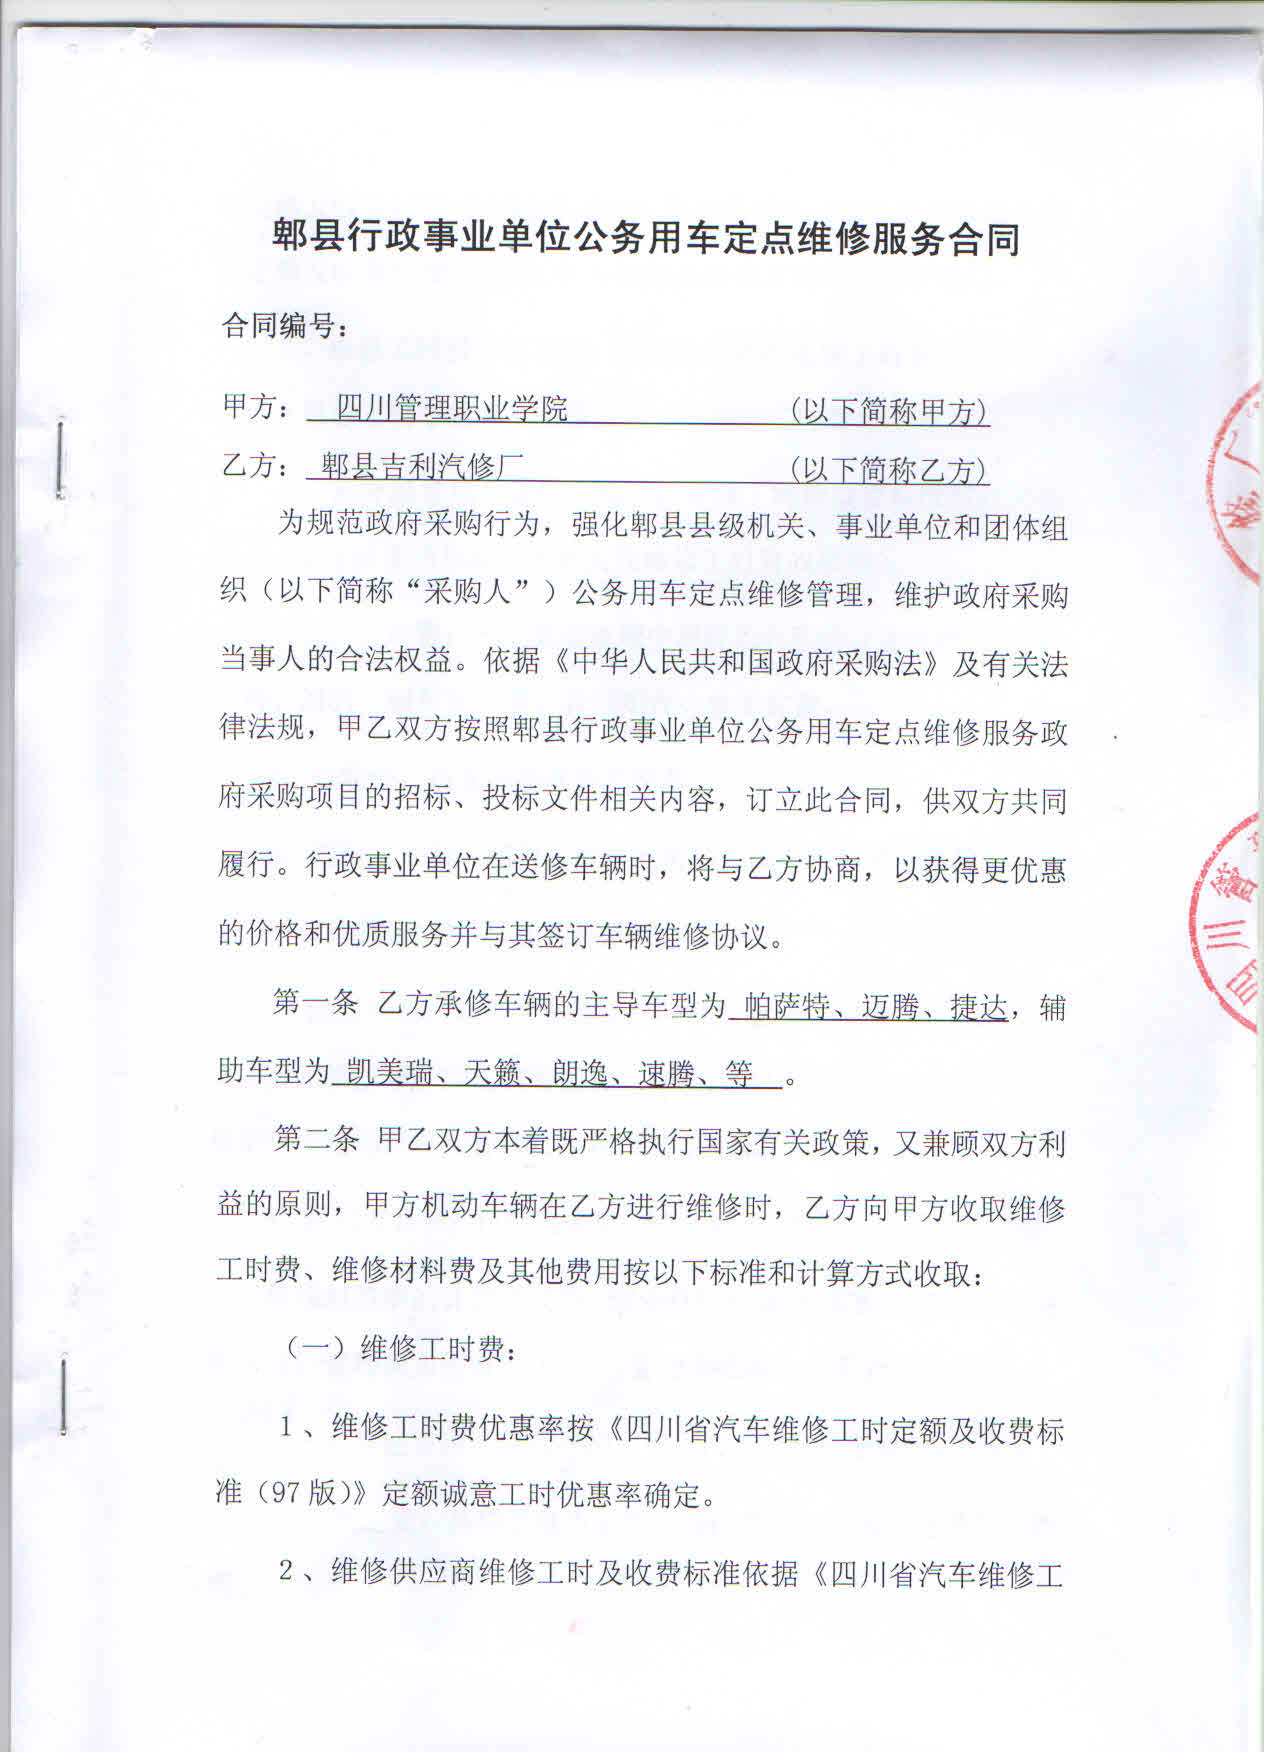 郫县行政事业单位公务用车定点维修服务合同
合同编号：
甲方： 四川管理职业学院 (以下简称甲方)
乙方： 郫县吉利汽修厂 (以下简称乙方)
为规范政府采购行为，强化郫县县级机关、事业单位和团体组
织（以下简称“采购人”）公务用车定点维修管理，维护政府采购
当事人的合法权益。依据《中华人民共和国政府采购法》及有关法
律法规，甲乙双方按照郫县行政事业单位公务用车定点维修服务政
府采购项目的招标、投标文件相关内容，订立此合同，供双方共同
履行。行政事业单位在送修车辆时，将与乙方协商，以获得更优惠
的价格和优质服务并与其签订车辆维修协议。
第一条 乙方承修车辆的主导车型为 帕萨特、迈腾、捷达，辅
助车型为 凯美瑞、天籁、朗逸、速腾、等 。
第二条 甲乙双方本着既严格执行国家有关政策，又兼顾双方利
益的原则，甲方机动车辆在乙方进行维修时，乙方向甲方收取维修
工时费、维修材料费及其他费用按以下标准和计算方式收取：
（一）维修工时费：
1、维修工时费优惠率按《四川省汽车维修工时定额及收费标
准（97版）》定额诚意工时优惠率确定。
2、维修供应商维修工时及收费标准依据《四川省汽车维修工
修厂
四川管